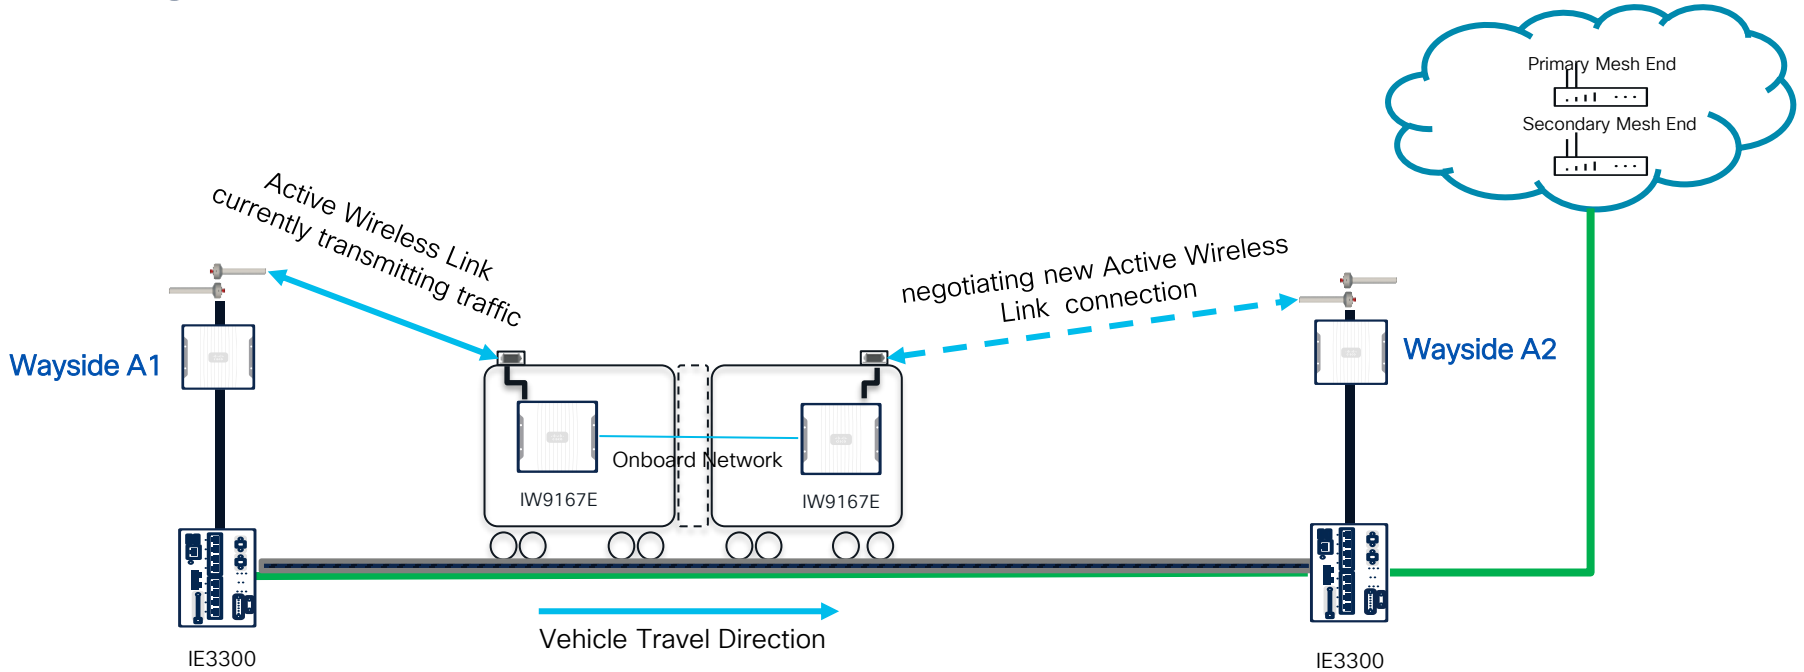 Primary Mesh End
Secondary Mesh End
Active Wireless Link
currently transmitting traffic
negotiating new Active Wireless
Link connection
Wayside A1
Wayside A2
Onboard Network
IW9167E
IW9167E
Vehicle Travel Direction
IE3300
IE3300